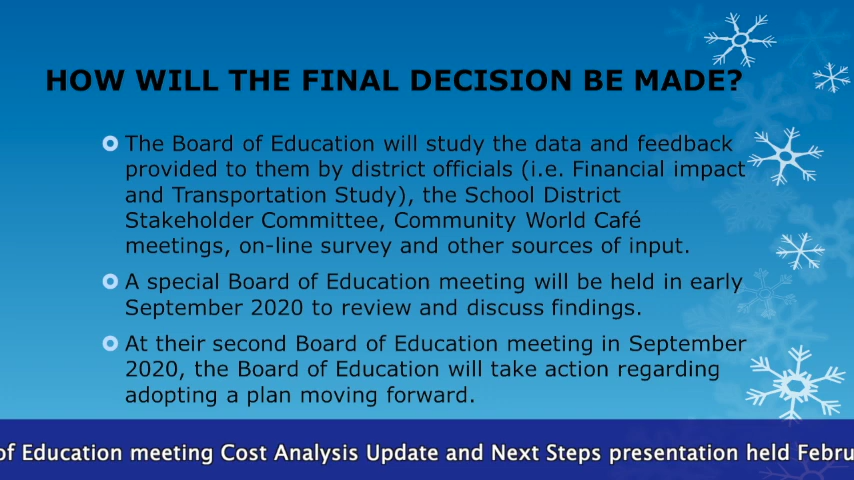 HOW WILL THE FINAL DECISION BE MADE?
The Board of Education will study the data and feedback
provided to them by district officials (i.e. Financial impact
and Transportation Study), the School District
Stakeholder Committee, Community World Café
meetings, on-line survey and other sources of input.
A special Board of Education meeting will be held in early
September 2020 to review and discuss findings.
At their second Board of Education meeting in September
2020, the Board of Education will take action regarding
adopting a plan moving forward.
of Education meeting Cost Analysis Update and Next Steps presentation held Febru